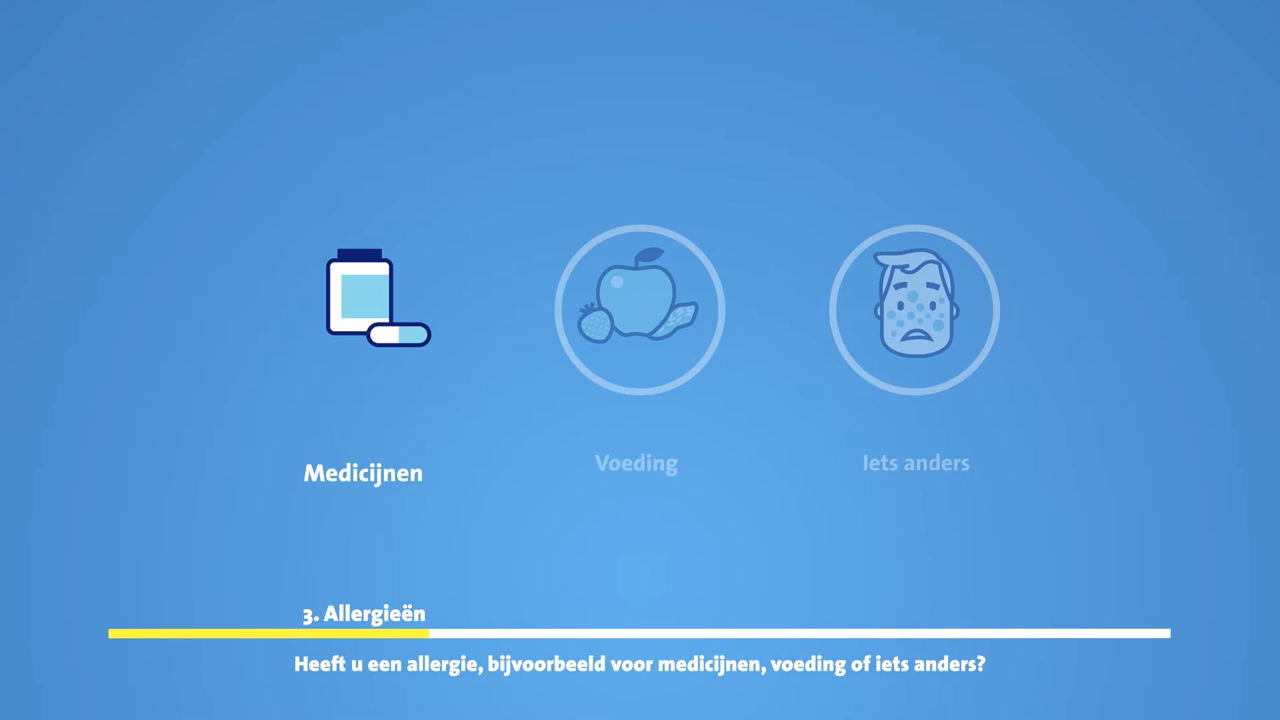 Medicijnen
Voeding
Iets anders
3. Allergieën
Heeft u een allergie, bijvoorbeeld voor medicijnen, voeding of iets anders?